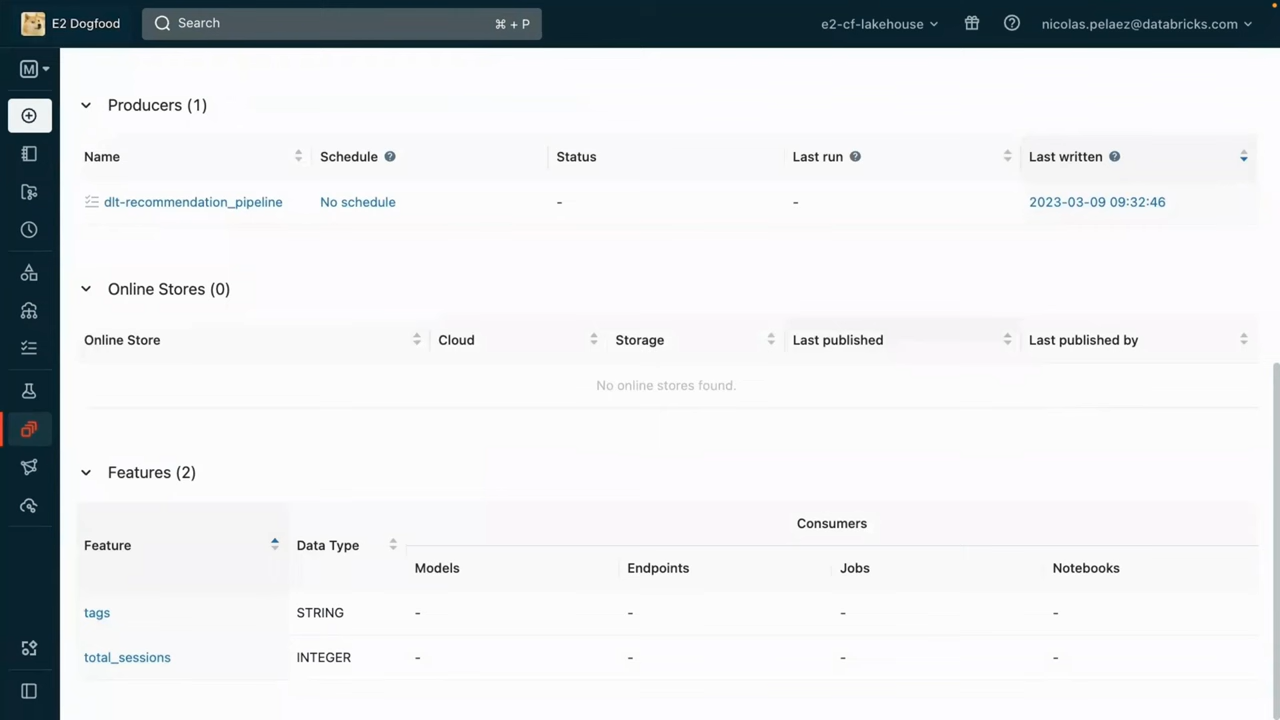 E2 Dogfood
Search ⌘ + P
e2-cf-lakehouse
nicolas.pelaez@databricks.com
M
Producers (1)
Name Schedule Status Last run Last written
dlt-recommendation_pipeline No schedule - - 2023-03-09 09:32:46
Online Stores (0)
Online Store Cloud Storage Last published Last published by
No online stores found.
Features (2)
Consumers
Feature Data Type
Models Endpoints Jobs Notebooks
tags STRING - - - -
total_sessions INTEGER - - - -